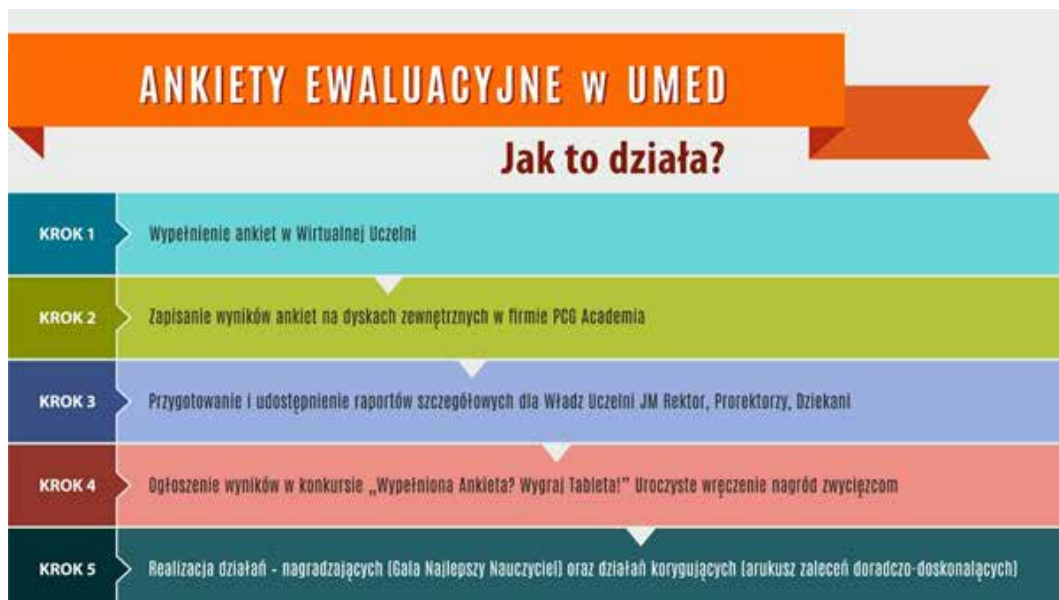 ANKIETY EWALUACYJNE w UMED
Jak to działa?
KROK 1
Wypełnienie ankiet w Wirtualnej Uczelni
KROK 2
Zapisanie wyników ankiet na dyskach zewnętrznych w firmie PCG Academia
KROK 3
Przygotowanie i udostępnienie raportów szczegółowych dla Władz Uczelni JM Rektor, Prorektorzy, Dziekani
KROK 4
Ogłoszenie wyników w konkursie „Wypełniona Ankieta? Wygraj Tableta!” Uroczyste wręczenie nagród zwycięzcom
KROK 5
Realizacja działań - nagradzających (Gala Najlepszy Nauczyciel) oraz działań korygujących (arukusz zaleceń doradczo-doskonalących)